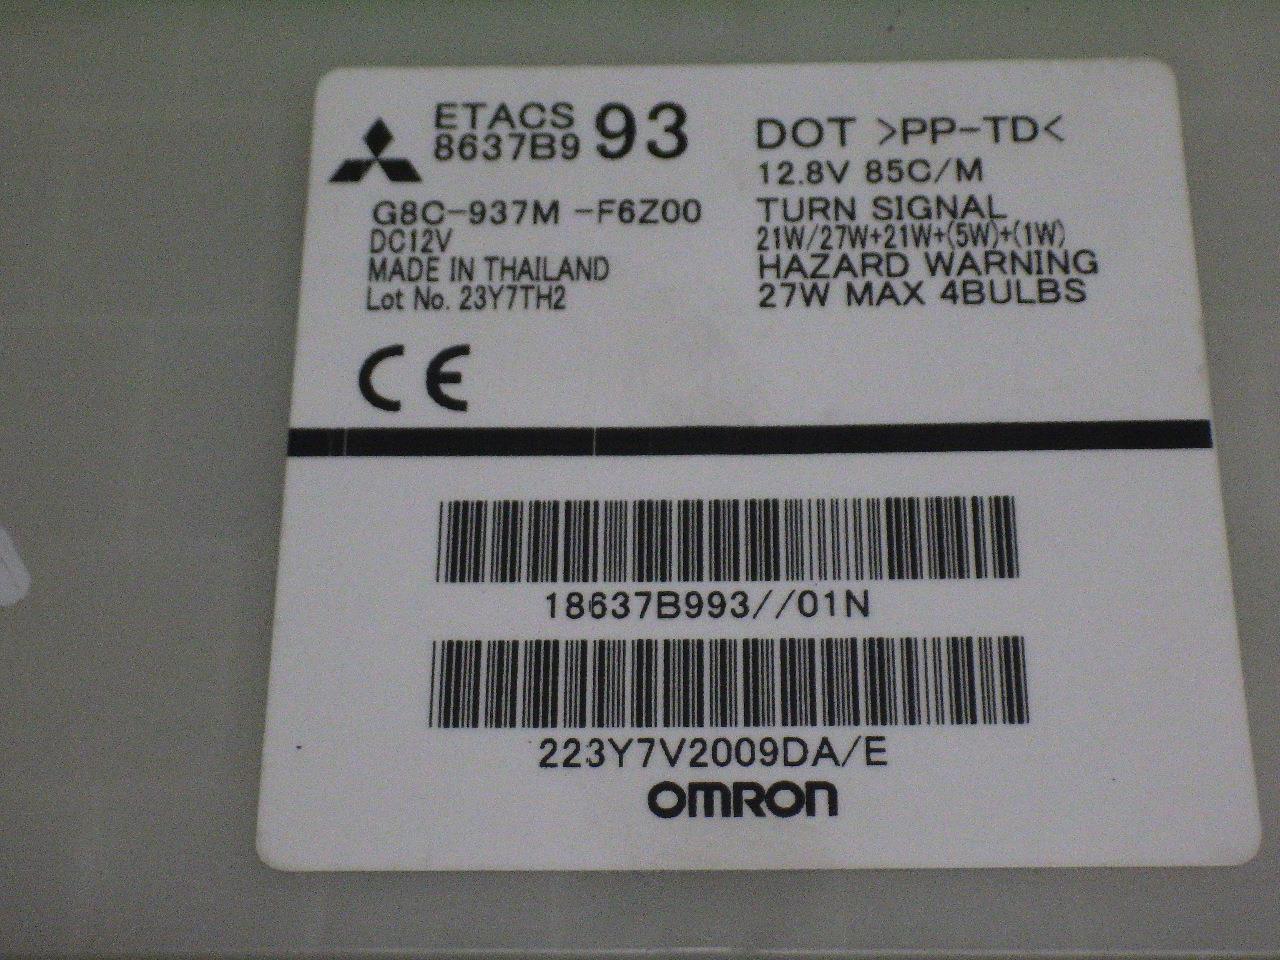 ETACS
8637B9 93
G8C-937M -F6Z00
DC12V
MADE IN THAILAND
Lot No. 23Y7TH2
CE
DOT >PP-TD<
12.8V 85C/M
TURN SIGNAL
21W/27W+21W+(5W)+(1W)
HAZARD WARNING
27W MAX 4BULBS
18637B993//01N
223Y7V2009DA/E
OMRON